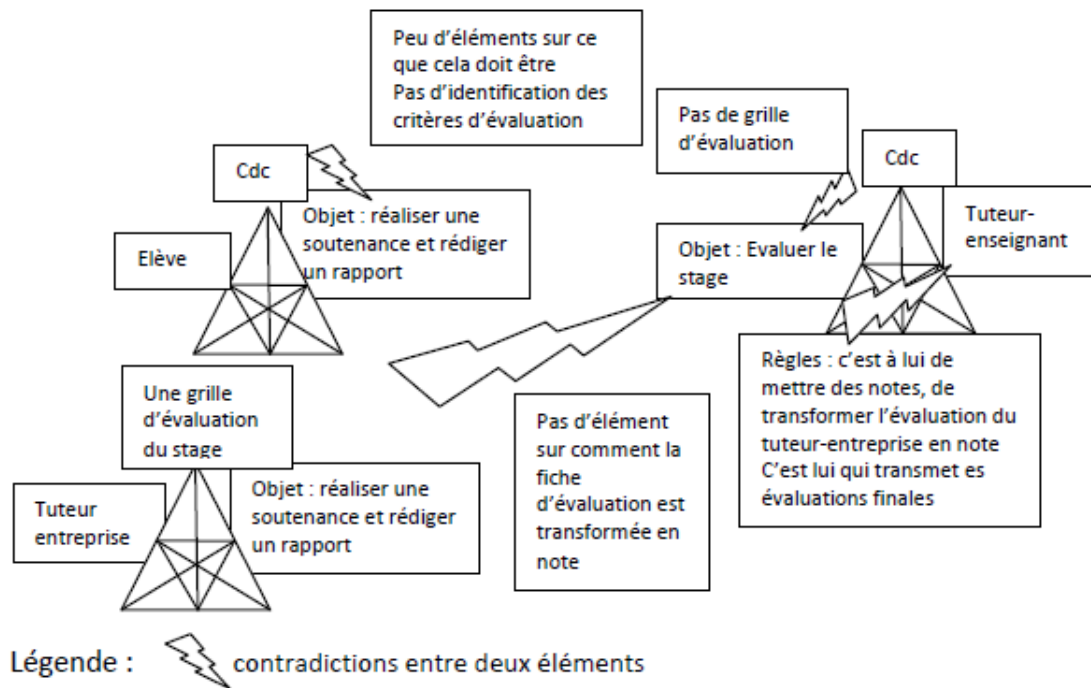 Peu d'éléments sur ce
que cela doit être
Pas d'identification des
critères d'évaluation
Pas de grille
d'évaluation
Cdc
Cdc
Objet : réaliser une
soutenance et rédiger
un rapport
Elève
Tuteur-
enseignant
Objet : Evaluer le
stage
Une grille
d'évaluation
du stage
Objet : réaliser une
soutenance et rédiger
un rapport
Tuteur
entreprise
Pas d'élément
sur comment la
fiche
d'évaluation est
transformée en
note
Règles : c'est à lui de
mettre des notes, de
transformer l'évaluation du
tuteur-entreprise en note
C'est lui qui transmet es
évaluations finales
Légende : contradictions entre deux éléments